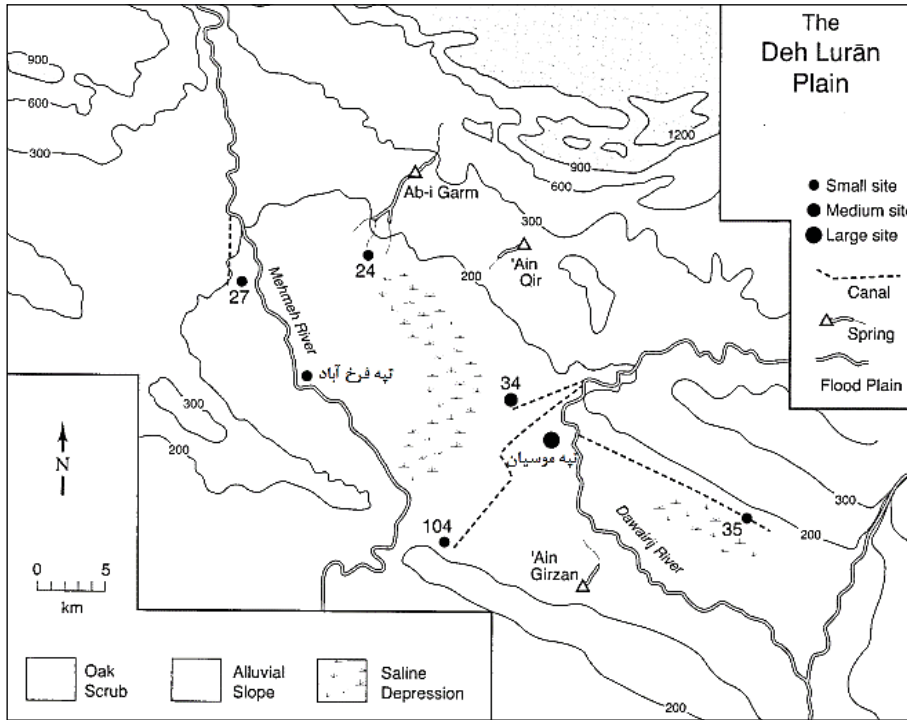 The
Deh Lurān
Plain
Small site
Medium site
Large site
Canal
Spring
Flood Plain
900
600
300
1200
900
600
300
200
Ab-i Garm
'Ain
Qir
24
27
Mehmeh River
تپه فرخ آباد
34
تپه موسیان
300
200
N
104
'Ain
Girzan
Dawairij River
35
200
300
200
0 5
km
Oak
Scrub
Alluvial
Slope
Saline
Depression